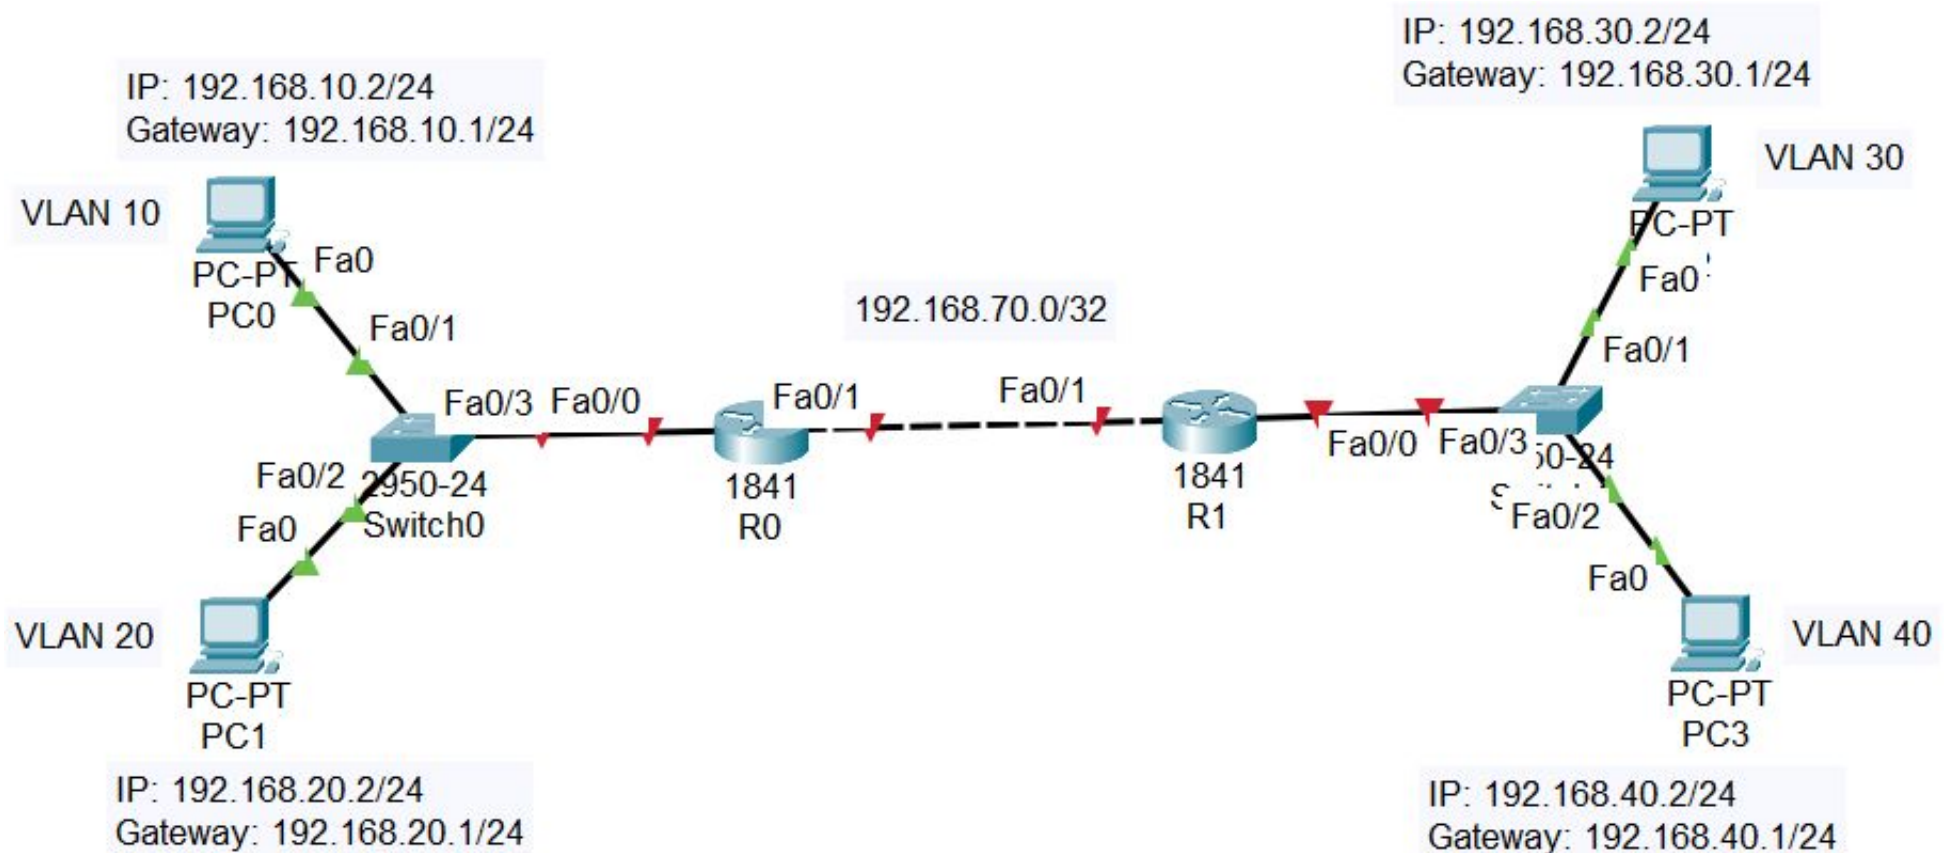 IP: 192.168.30.2/24
Gateway: 192.168.30.1/24
IP: 192.168.10.2/24
Gateway: 192.168.10.1/24
VLAN 10
PC-PT
PC0
Fa0
Fa0/1
VLAN 30
PC-PT
Fa0
Fa0/1
192.168.70.0/32
Fa0/3
Fa0/0
Fa0/1
Fa0/1
Fa0/0
Fa0/3
Fa0/2
2950-24
Switch0
Fa0
1841
R0
1841
R1
50-24
Fa0/2
Fa0
VLAN 20
PC-PT
PC1
VLAN 40
PC-PT
PC3
IP: 192.168.20.2/24
Gateway: 192.168.20.1/24
IP: 192.168.40.2/24
Gateway: 192.168.40.1/24